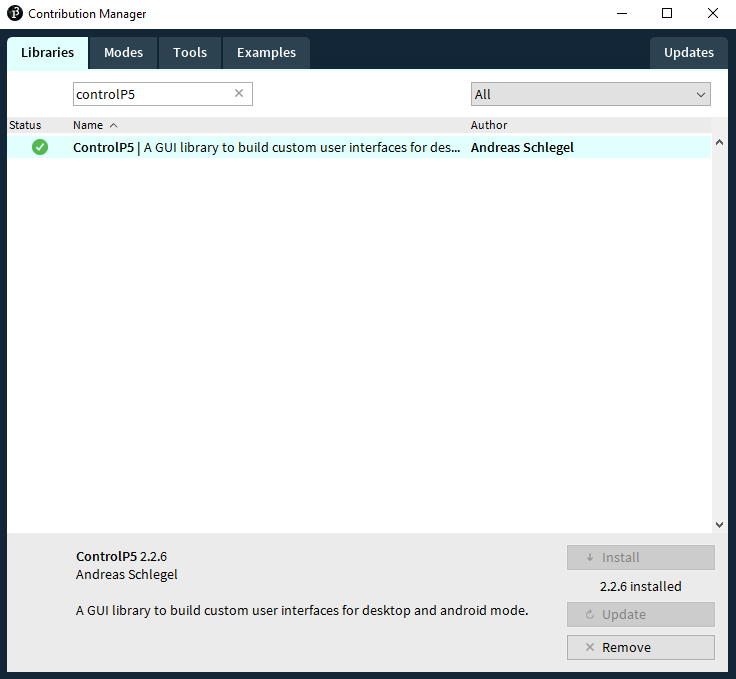 Contribution Manager
Libraries Modes Tools Examples Updates
controlP5 All
Status Name Author
ControlP5 | A GUI library to build custom user interfaces for des... Andreas Schlegel
ControlP5 2.2.6
Andreas Schlegel
A GUI library to build custom user interfaces for desktop and android mode.
Install
2.2.6 installed
Update
Remove